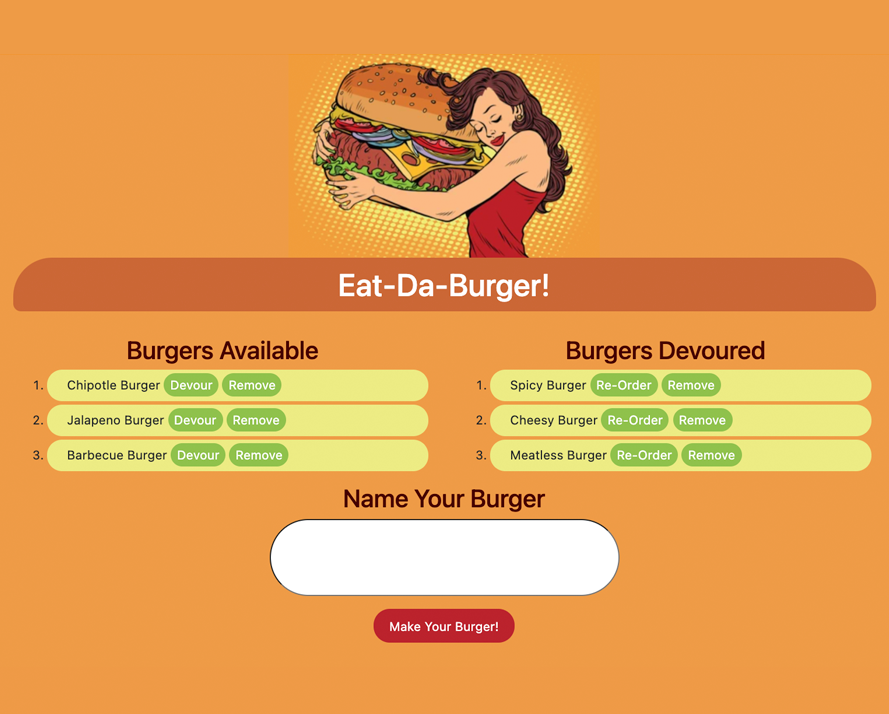 Eat-Da-Burger!
Burgers Available
1. Chipotle Burger Devour Remove
2. Jalapeno Burger Devour Remove
3. Barbecue Burger Devour Remove
Burgers Devoured
1. Spicy Burger Re-Order Remove
2. Cheesy Burger Re-Order Remove
3. Meatless Burger Re-Order Remove
Name Your Burger
Make Your Burger!